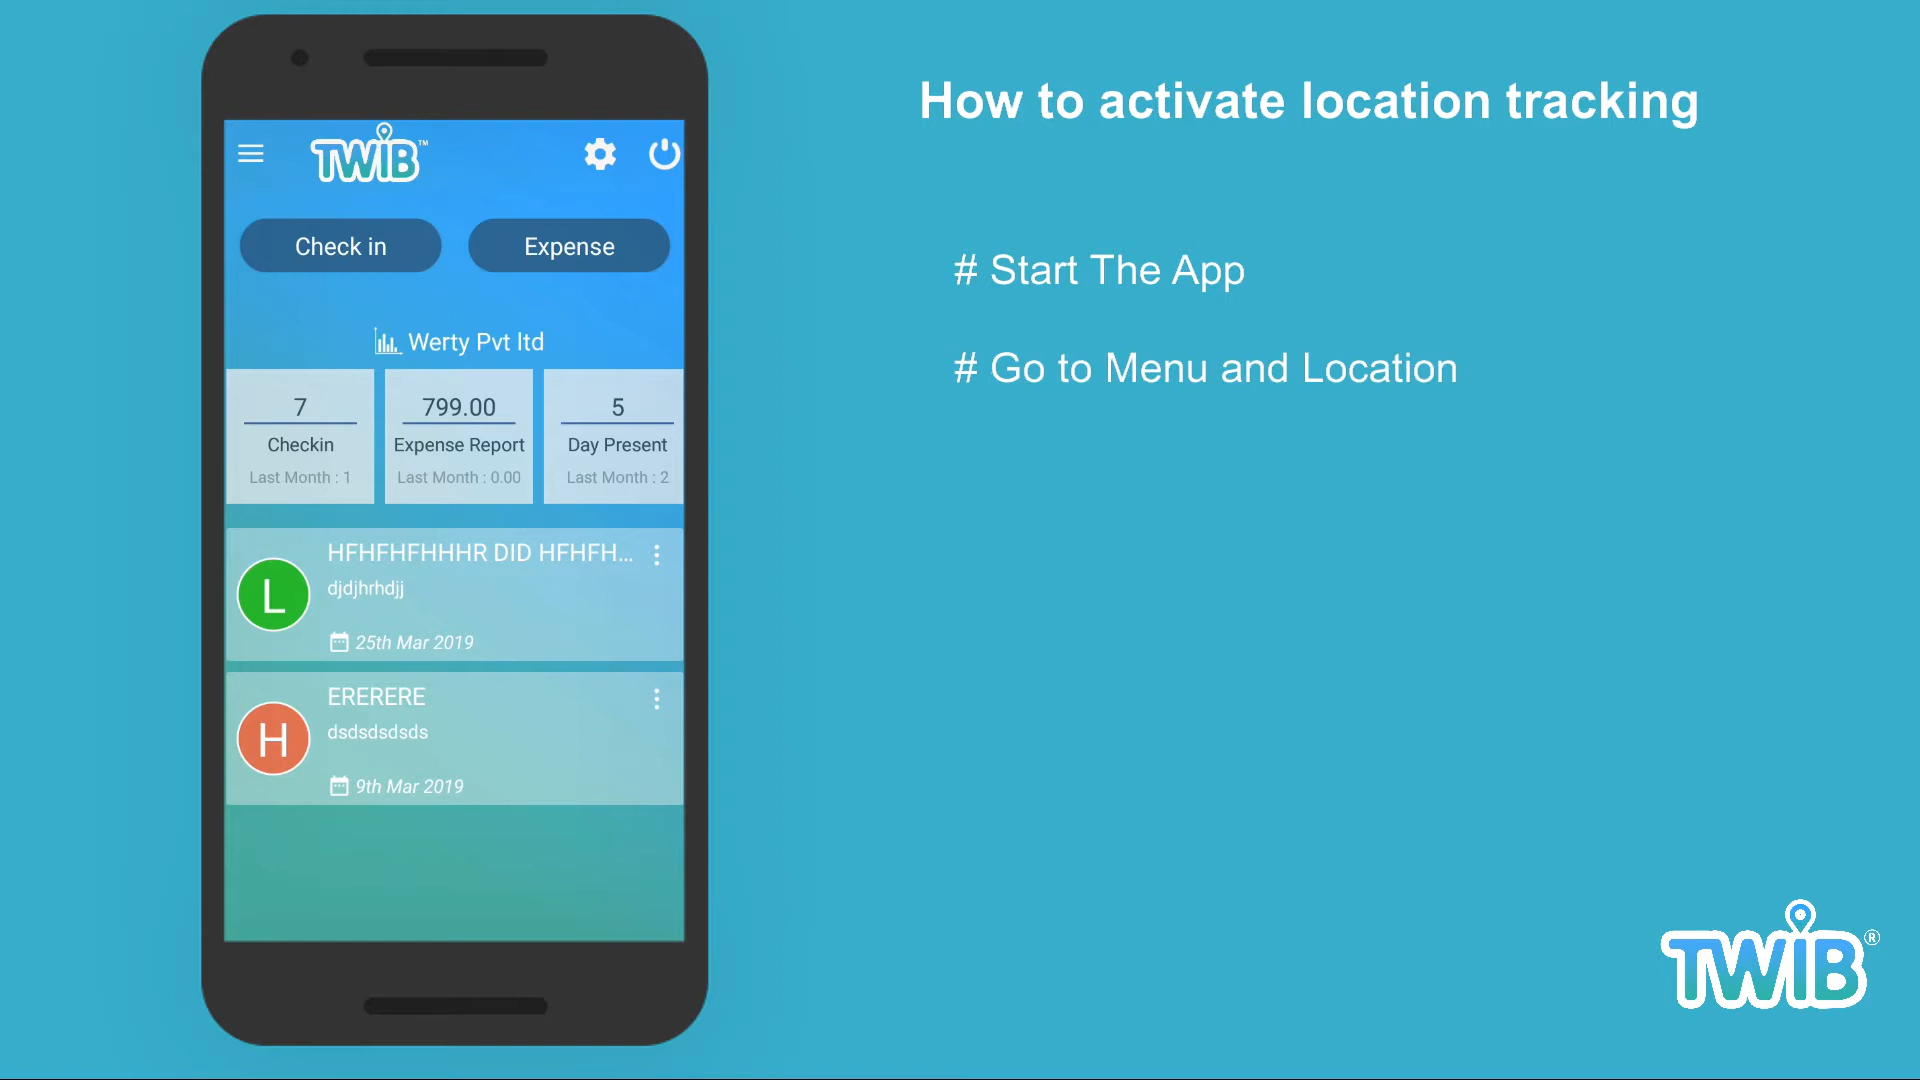 TWIB™
Check in
Expense
Werty Pvt ltd
7
Checkin
Last Month : 1
799.00
Expense Report
Last Month : 0.00
5
Day Present
Last Month : 2
L
HFHFHFHHHR DID HFHFH...
djdjhrhdjj
25th Mar 2019
H
ERERERE
dsdsdsdsds
9th Mar 2019
How to activate location tracking
# Start The App
# Go to Menu and Location
TWIB®